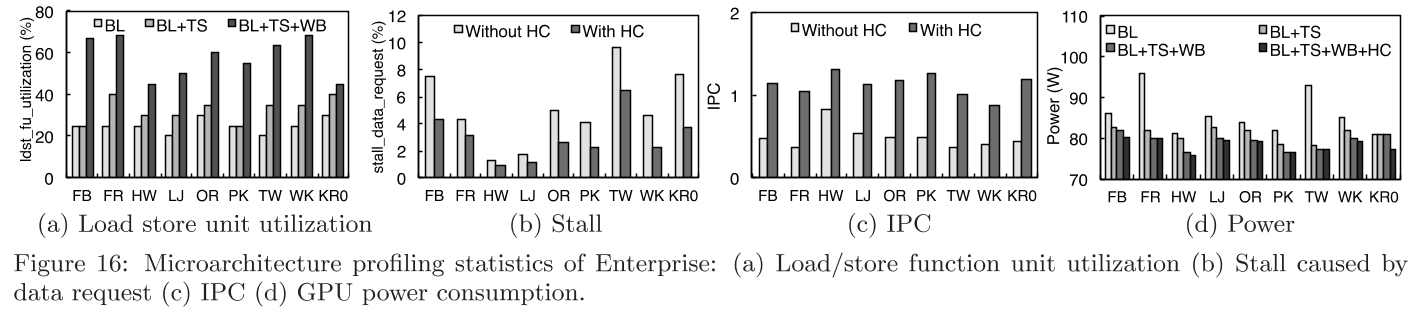 ldst_fu_utilization (%)
80
60
40
20
0
BL BL+TS BL+TS+WB
FB FR HW LJ OR PK TW WK KR0
(a) Load store unit utilization
stall_data_request (%)
12
10
8
6
4
2
0
Without HC With HC
FB FR HW LJ OR PK TW WK KR0
(b) Stall
IPC
2
1
0
Without HC With HC
FB FR HW LJ OR PK TW WK KR0
(c) IPC
Power (W)
110
100
90
80
70
BL BL+TS
BL+TS+WB BL+TS+WB+HC
FB FR HW LJ OR PK TW WK KR0
(d) Power
Figure 16: Microarchitecture profiling statistics of Enterprise: (a) Load/store function unit utilization (b) Stall caused by
data request (c) IPC (d) GPU power consumption.